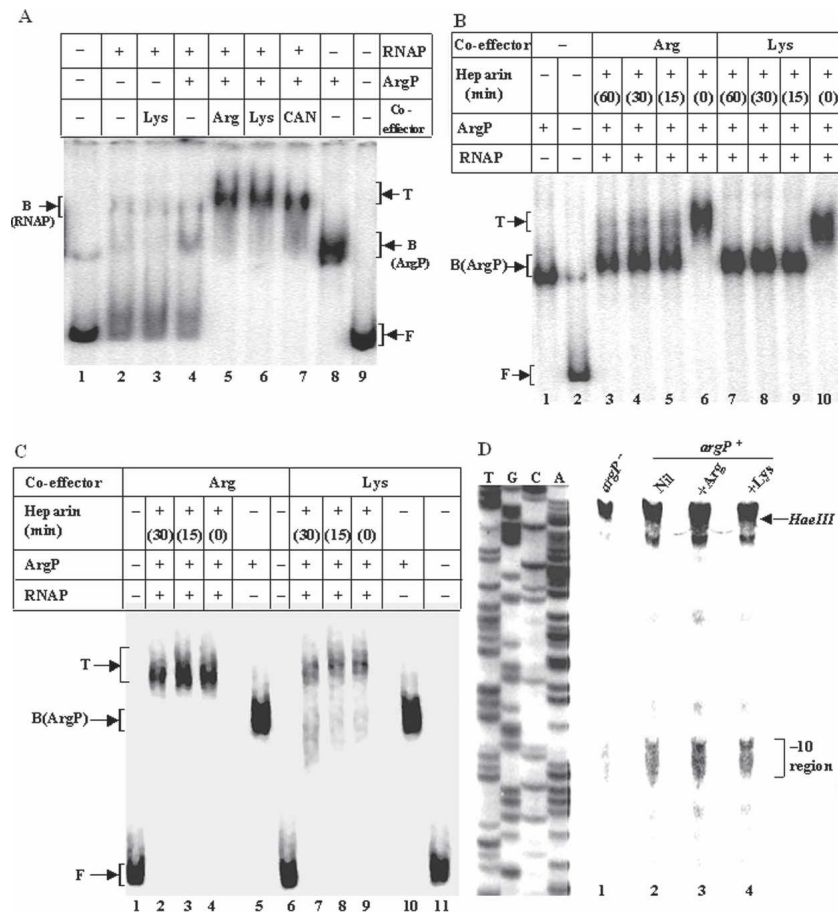 A
– + + + + + + – – RNAP
– – – + + + + + – ArgP
– – Lys – Arg Lys CAN – – Co-effector
B (RNAP)
T
B (ArgP)
F
1 2 3 4 5 6 7 8 9
B
Co-effector – Arg Lys
Heparin (min) – – + (60) + (30) + (15) + (0) + (60) + (30) + (15) + (0)
ArgP + – + + + + + + + +
RNAP – – + + + + + + + +
T
B(ArgP)
F
1 2 3 4 5 6 7 8 9 10
C
Co-effector Arg Lys
Heparin (min) – + (30) + (15) + (0) – – + (30) + (15) + (0) – –
ArgP – + + + + – + + + + –
RNAP – + + + – – + + + – –
T
B(ArgP)
F
1 2 3 4 5 6 7 8 9 10 11
D
argP +
T G C A argP – Nil +Arg +Lys
HaeIII
–10 region
1 2 3 4